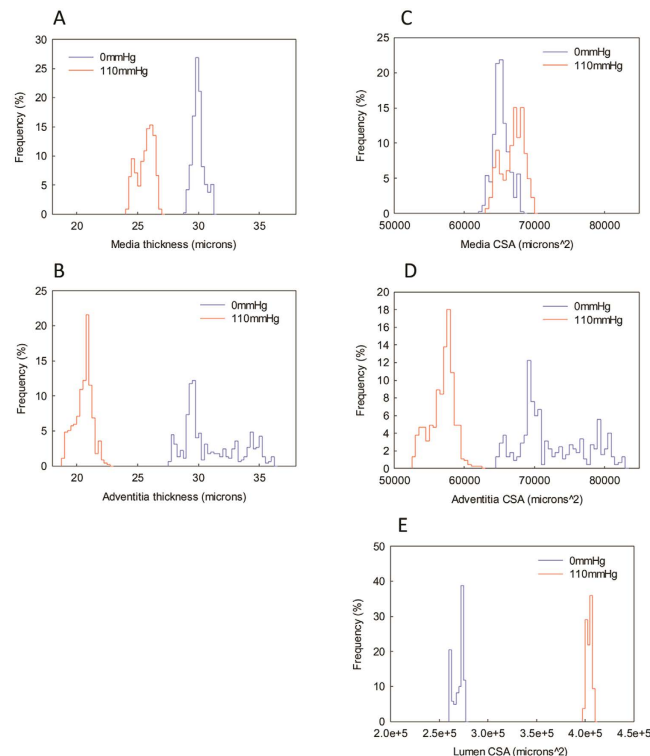 A
30
25
20
15
10
5
0
Frequency (%)
0mmHg
110mmHg
20 25 30 35
Media thickness (microns)
B
25
20
15
10
5
0
Frequency (%)
0mmHg
110mmHg
20 25 30 35
Adventitia thickness (microns)
C
25
20
15
10
5
0
Frequency (%)
0mmHg
110mmHg
50000 60000 70000 80000
Media CSA (microns^2)
D
20
18
16
14
12
10
8
6
4
2
0
Frequency (%)
0mmHg
110mmHg
50000 60000 70000 80000
Adventitia CSA (microns^2)
E
50
40
30
20
10
0
Frequency (%)
0mmHg
110mmHg
2.0e+5 2.5e+5 3.0e+5 3.5e+5 4.0e+5 4.5e+5
Lumen CSA (microns^2)